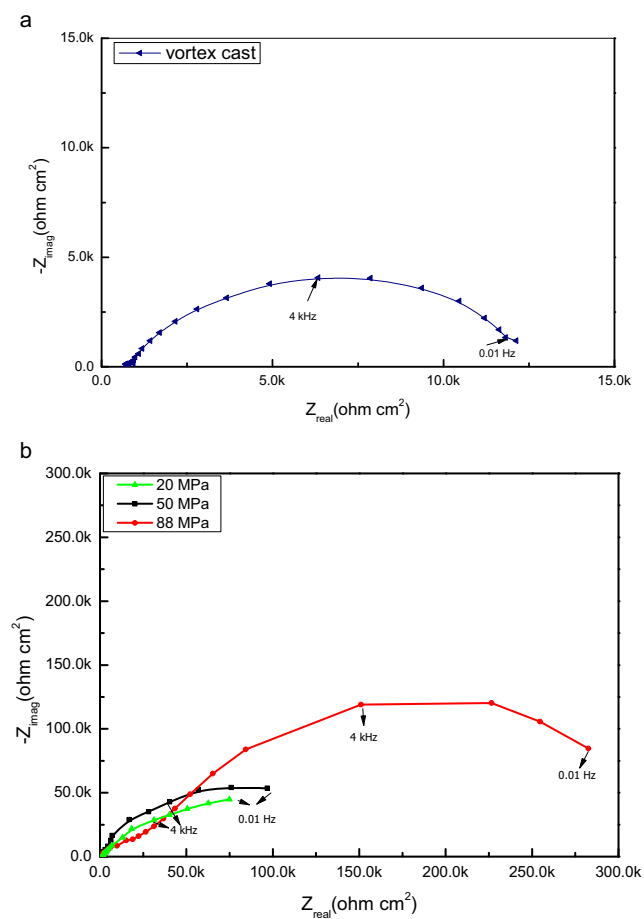 a
15.0k
vortex cast
10.0k
5.0k
0.0
-Z_imag(ohm cm²)
4 kHz
0.01 Hz
0.0 5.0k 10.0k 15.0k
Z_real(ohm cm²)
b
300.0k
20 MPa
50 MPa
88 MPa
250.0k
200.0k
150.0k
100.0k
50.0k
0.0
-Z_imag(ohm cm²)
4 kHz
0.01 Hz
4 kHz
0.01 Hz
0.0 50.0k 100.0k 150.0k 200.0k 250.0k 300.0k
Z_real(ohm cm²)